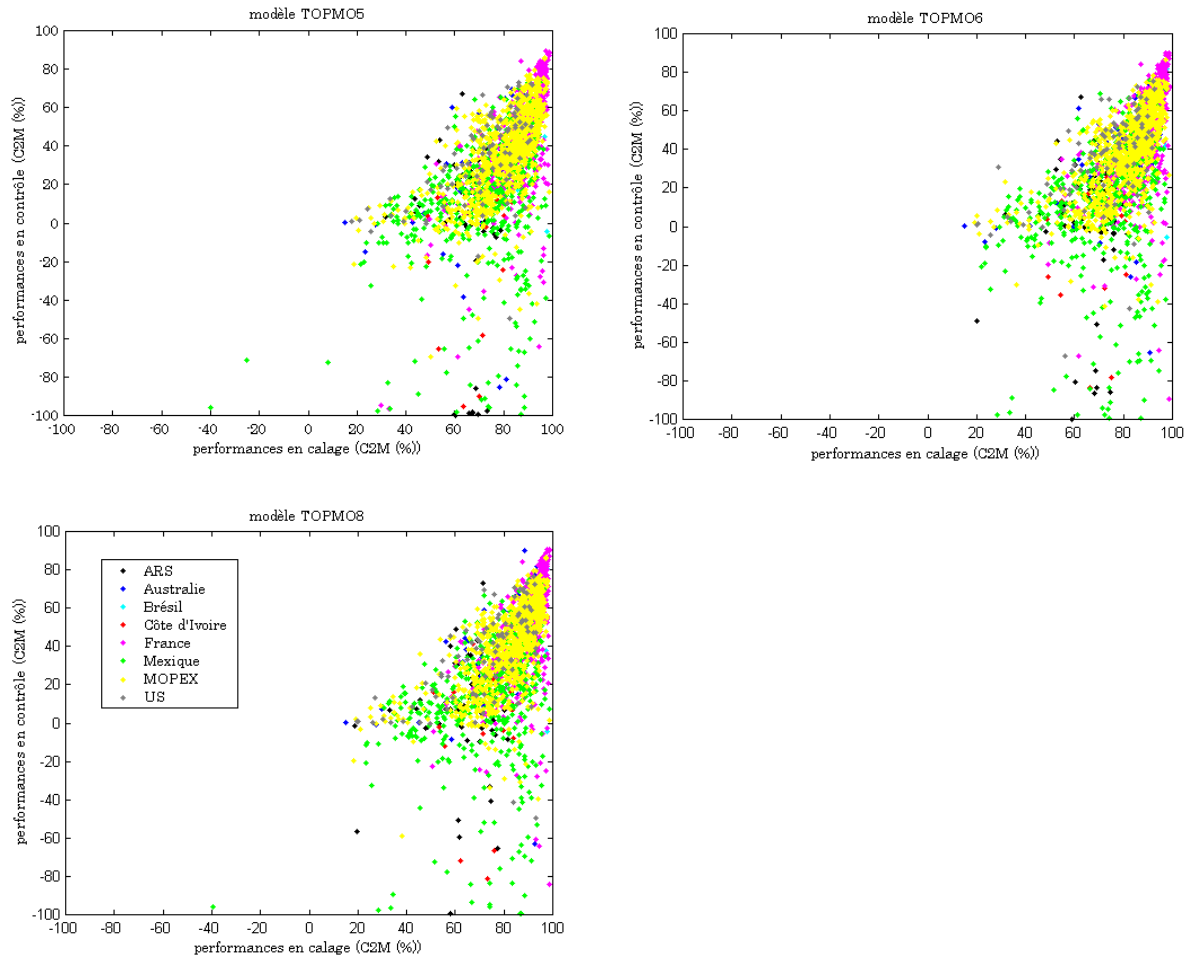 modèle TOPMO5
100
80
60
40
20
0
-20
-40
-60
-80
-100
-100 -80 -60 -40 -20 0 20 40 60 80 100
performances en contrôle (C2M (%))
performances en calage (C2M (%))
modèle TOPMO6
100
80
60
40
20
0
-20
-40
-60
-80
-100
-100 -80 -60 -40 -20 0 20 40 60 80 100
performances en contrôle (C2M (%))
performances en calage (C2M (%))
modèle TOPMO8
100
80
60
40
20
0
-20
-40
-60
-80
-100
-100 -80 -60 -40 -20 0 20 40 60 80 100
performances en contrôle (C2M (%))
performances en calage (C2M (%))
ARS
Australie
Brésil
Côte d'Ivoire
France
Mexique
MOPEX
US